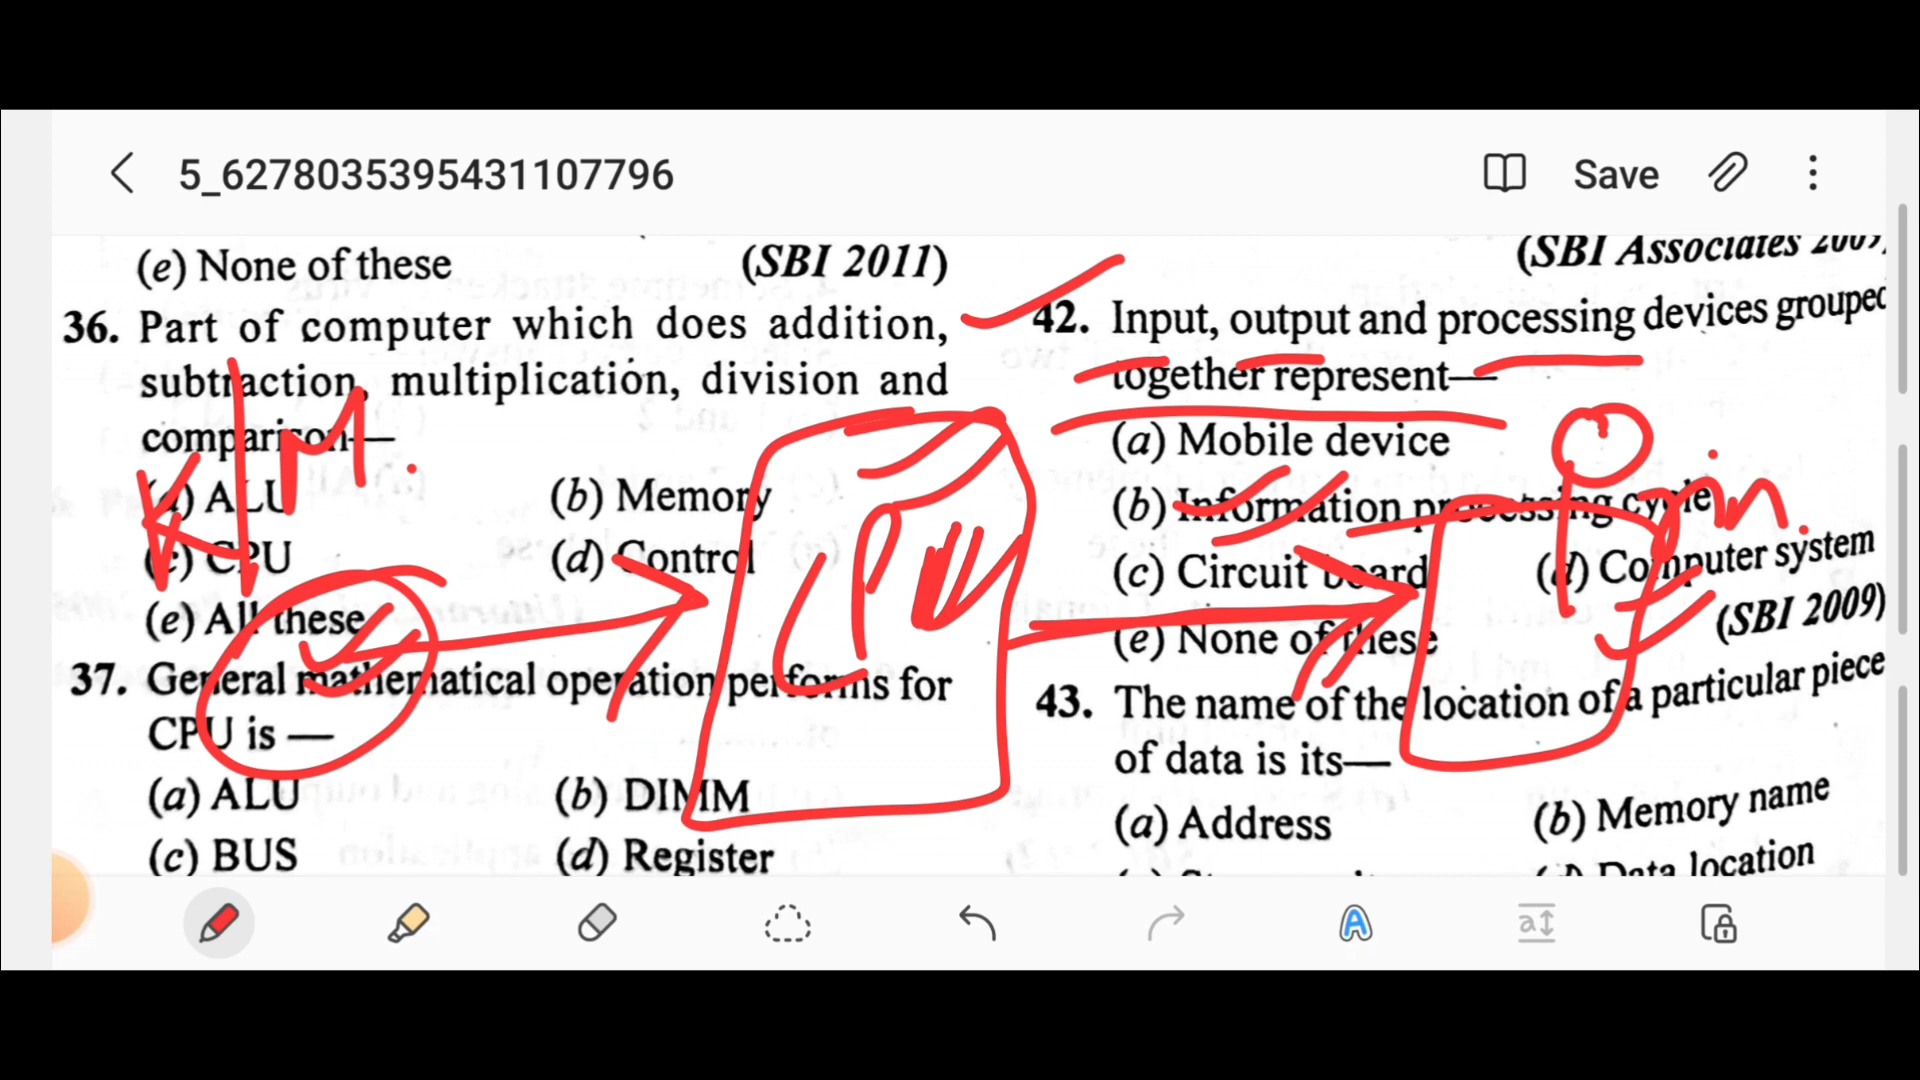 5_6278035395431107796
Save
(e) None of these (SBI 2011)
36. Part of computer which does addition,
subtraction, multiplication, division and
comparison—
(a) ALU (b) Memory
(c) CPU (d) Control
(e) All these
37. General mathematical operation performs for
CPU is —
(a) ALU (b) DIMM
(c) BUS (d) Register
(SBI Associates
42. Input, output and processing devices grouped
together represent—
(a) Mobile device
(b) Information processing cycle
(c) Circuit board (d) Computer system
(e) None of these (SBI 2009)
43. The name of the location of a particular piece
of data is its—
(a) Address (b) Memory name
Data location
K/M.